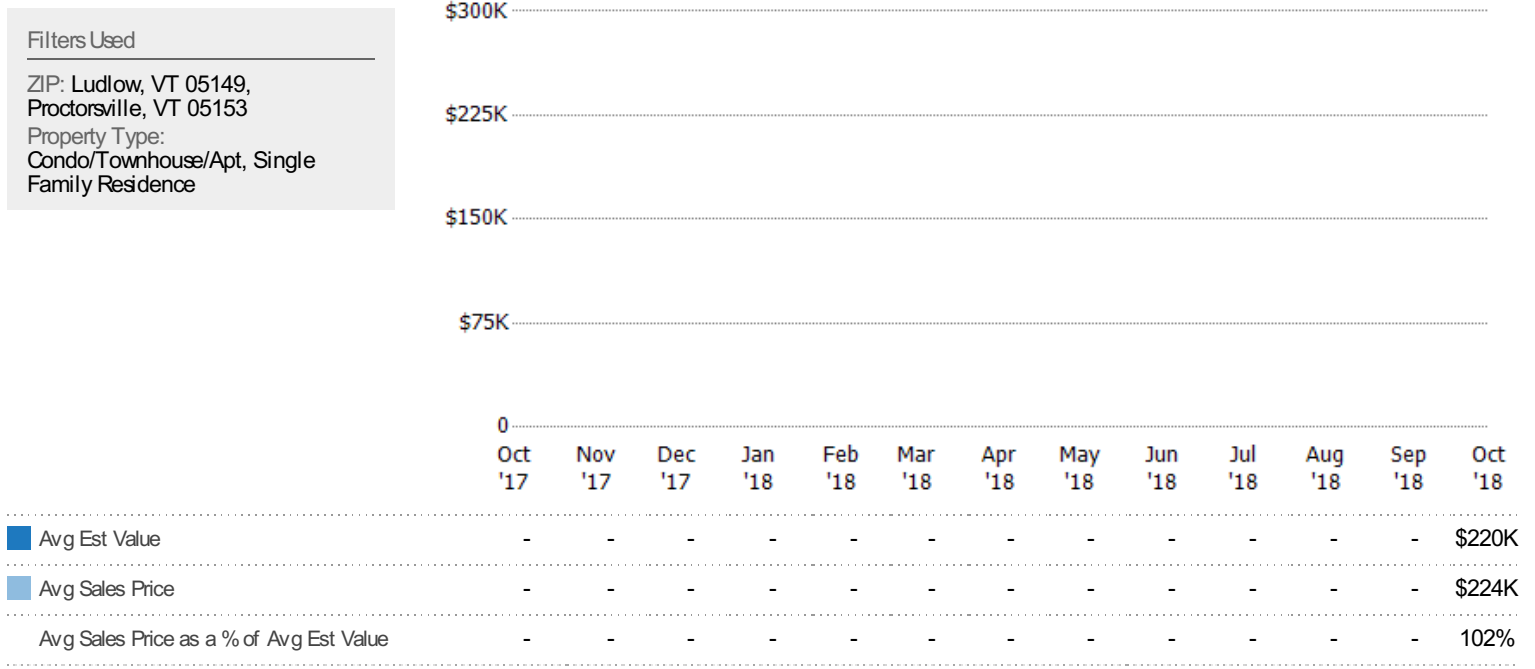 Filters Used
ZIP: Ludlow, VT 05149,
Proctorsville, VT 05153
Property Type:
Condo/Townhouse/Apt, Single
Family Residence
$300K
$225K
$150K
$75K
0
Oct Nov Dec Jan Feb Mar Apr May Jun Jul Aug Sep Oct
'17 '17 '17 '18 '18 '18 '18 '18 '18 '18 '18 '18 '18
Avg Est Value - - - - - - - - - - - - $220K
Avg Sales Price - - - - - - - - - - - - $224K
Avg Sales Price as a % of Avg Est Value - - - - - - - - - - - - 102%